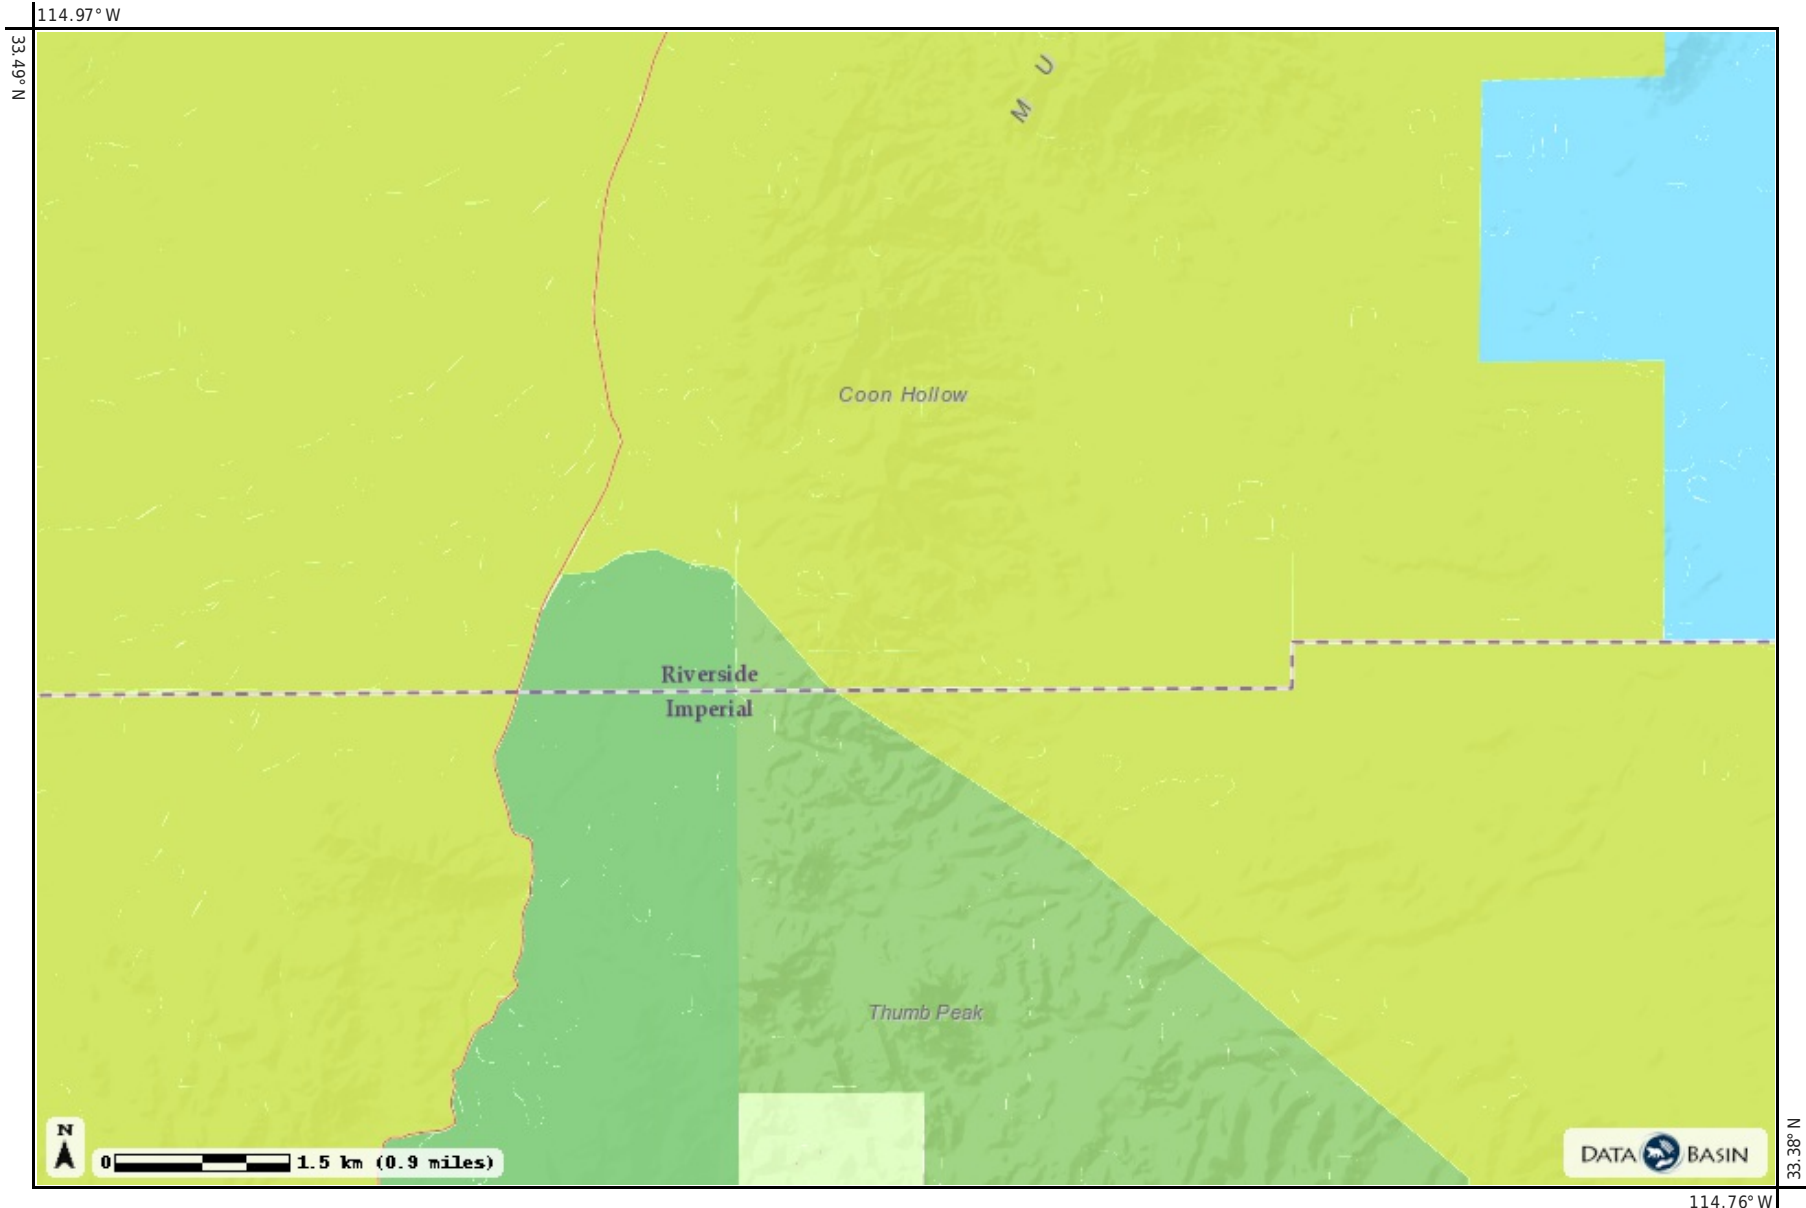 114.97° W
33.49° N
U
M
Coon Hollow
Riverside
Imperial
Thumb Peak
N
0 1.5 km (0.9 miles)
DATA BASIN
33.38° N
114.76° W